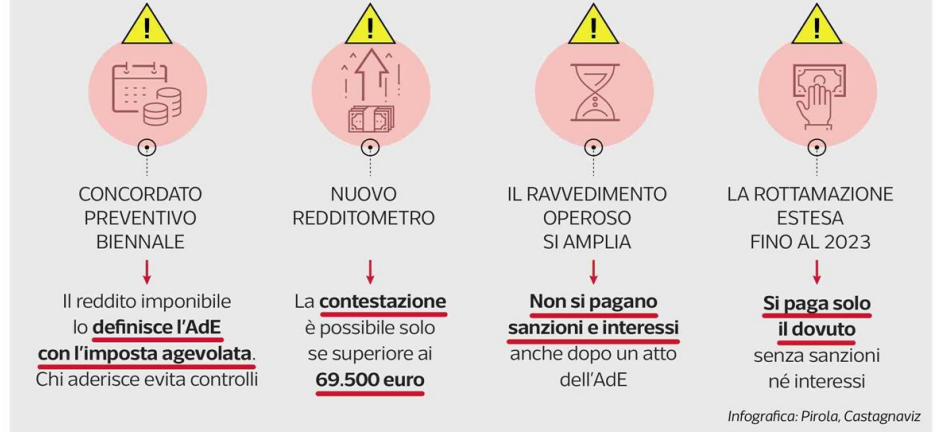 CONCORDATO
PREVENTIVO
BIENNALE
Il reddito imponibile
lo definisce l'AdE
con l'imposta agevolata.
Chi aderisce evita controlli
NUOVO
REDDITOMETRO
La contestazione
è possibile solo
se superiore ai
69.500 euro
IL RAVVEDIMENTO
OPEROSO
SI AMPLIA
Non si pagano
sanzioni e interessi
anche dopo un atto
dell'AdE
LA ROTTAMAZIONE
ESTESA
FINO AL 2023
Si paga solo
il dovuto
senza sanzioni
né interessi
Infografica: Pirola, Castagnaviz